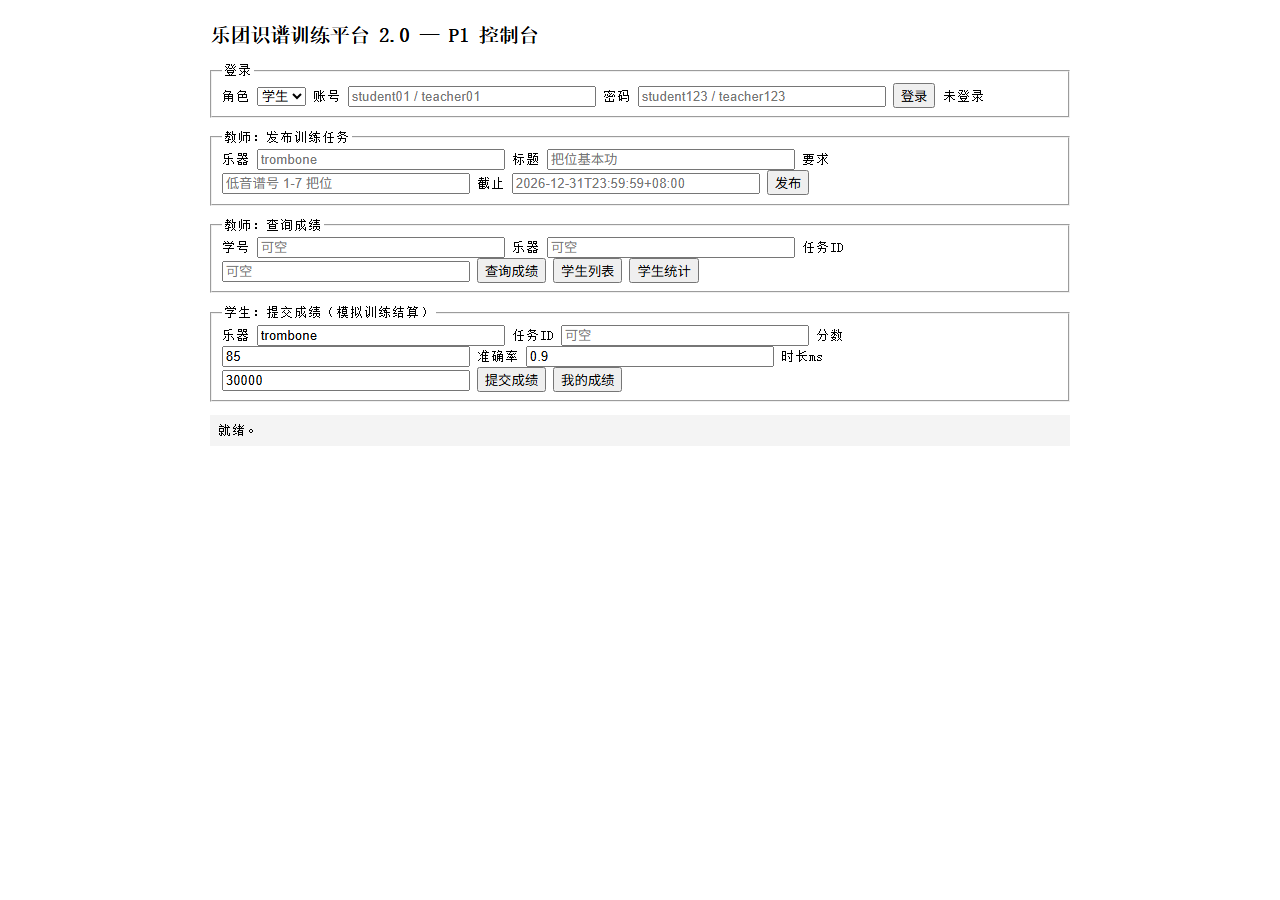 乐团识谱训练平台 2.0 — P1 控制台
登录
角色 学生 账号 student01 / teacher01 密码 student123 / teacher123 登录 未登录
教师：发布训练任务
乐器 trombone 标题 把位基本功 要求
低音谱号 1-7 把位 截止 2026-12-31T23:59:59+08:00 发布
教师：查询成绩
学号 可空 乐器 可空 任务ID
可空 查询成绩 学生列表 学生统计
学生：提交成绩（模拟训练结算）
乐器 trombone 任务ID 可空 分数
85 准确率 0.9 时长ms
30000 提交成绩 我的成绩
就绪。